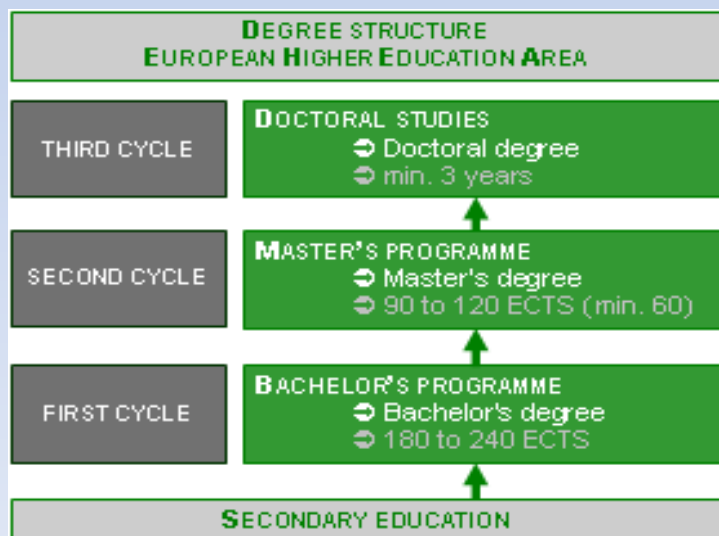 DEGREE STRUCTURE
EUROPEAN HIGHER EDUCATION AREA
THIRD CYCLE
DOCTORAL STUDIES
➲ Doctoral degree
➲ min. 3 years
SECOND CYCLE
MASTER'S PROGRAMME
➲ Master's degree
➲ 90 to 120 ECTS (min. 60)
FIRST CYCLE
BACHELOR'S PROGRAMME
➲ Bachelor's degree
➲ 180 to 240 ECTS
SECONDARY EDUCATION